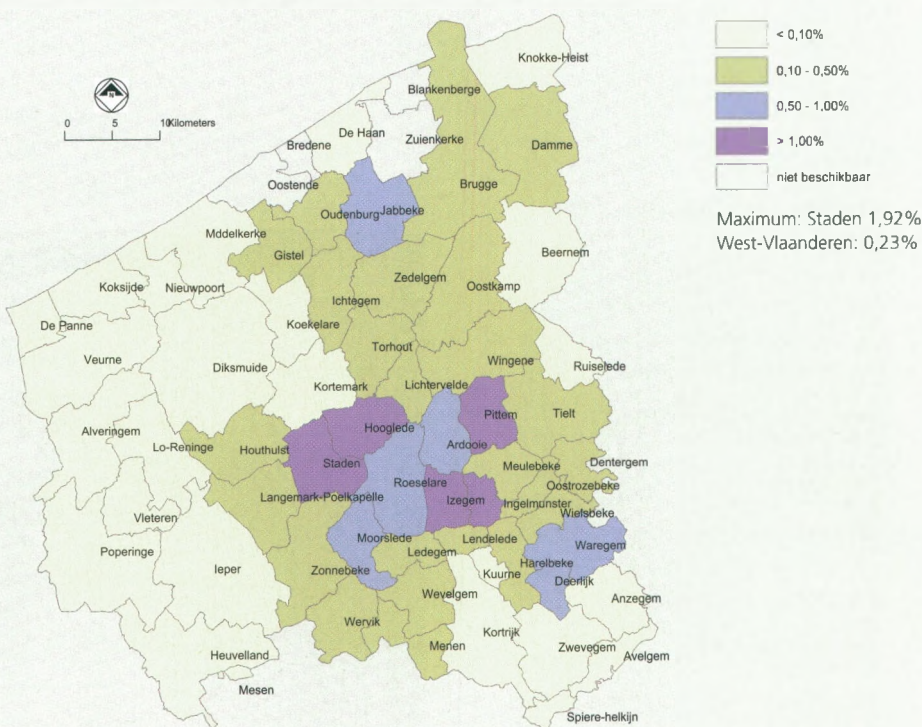 Knokke-Heist
Blankenberge
De Haan
Zuienkerke
Bredene
Damme
Oostende
Brugge
Oudenburg
Jabbeke
Mddelkerke
Gistel
Beernem
Zedelgem
Koksijde
Nieuwpoort
Oostkamp
Ichtegem
De Panne
Koekelare
Torhout
Veurne
Wingene
Diksmuide
Ruiselede
Kortemark
Lichtervelde
Pittem
Tielt
Alveringem
Hooglede
Lo-Reninge
Houthulst
Ardooie
Staden
Meulebeke
Dentergem
Roeselare
Oostrozebeke
Langemark-Poelkapelle
Izegem
Ingelmunster
Vleteren
Wielsbeke
Moorslede
Lendelede
Waregem
Poperinge
Ledegem
Harelbeke
Ieper
Zonnebeke
Kuurne
Deerlijk
Wevelgem
Anzegem
Wervik
Kortrijk
Menen
Zwevegem
Avelgem
Heuvelland
Mesen
Spiere-helkijn
0 5 10Kilometers
< 0,10%
0,10 - 0,50%
0,50 - 1,00%
> 1,00%
niet beschikbaar
Maximum: Staden 1,92%
West-Vlaanderen: 0,23%